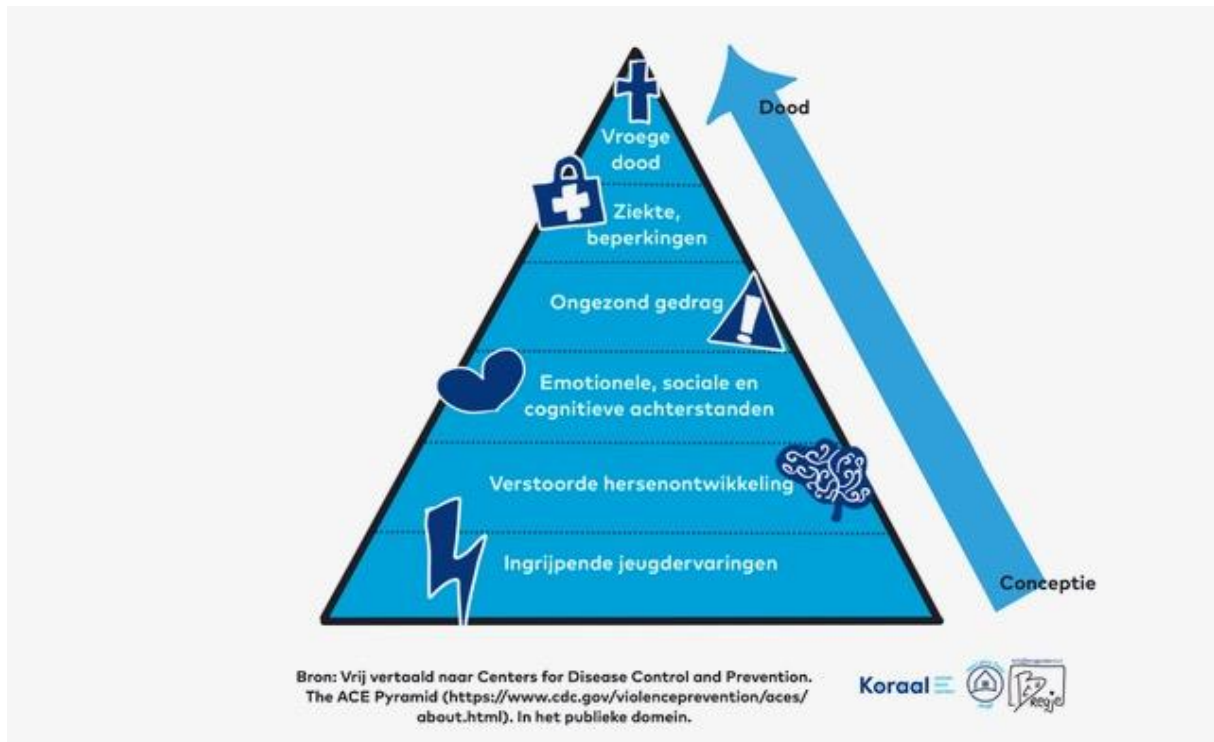 Dood
Vroege
dood
Ziekte,
beperkingen
Ongezond gedrag
Emotionele, sociale en
cognitieve achterstanden
Verstoorde hersenontwikkeling
Ingrijpende jeugdervaringen
Conceptie
Bron: Vrij vertaald naar Centers for Disease Control and Prevention.
The ACE Pyramid (https://www.cdc.gov/violenceprevention/aces/
about.html). In het publieke domein.
Koraal